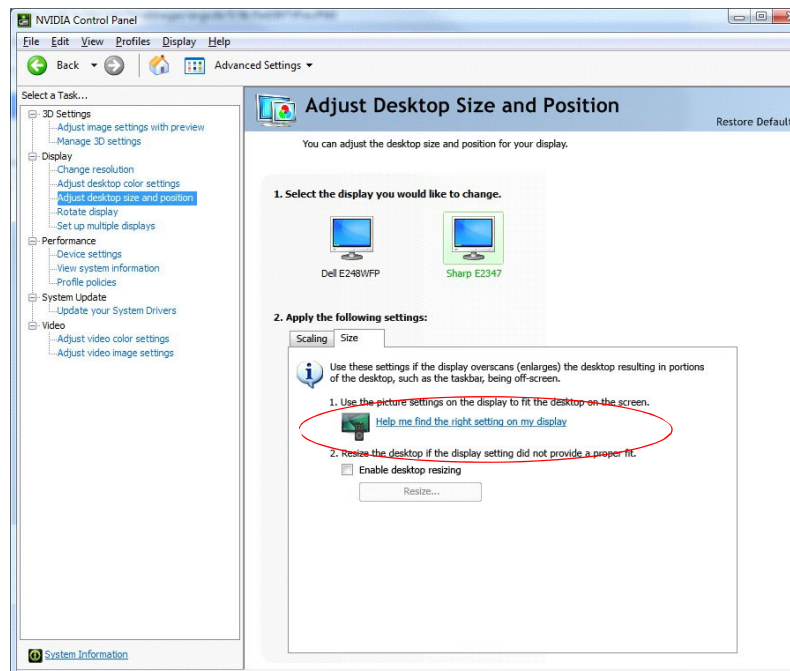 NVIDIA Control Panel
File Edit View Profiles Display Help
Back Advanced Settings
Select a Task...
3D Settings
Adjust image settings with preview
Manage 3D settings
Display
Change resolution
Adjust desktop color settings
Adjust desktop size and position
Rotate display
Set up multiple displays
Performance
Device settings
View system information
Profile policies
System Update
Update your System Drivers
Video
Adjust video color settings
Adjust video image settings
System Information
Adjust Desktop Size and Position
Restore Default
You can adjust the desktop size and position for your display.
1. Select the display you would like to change.
Dell E248WFP Sharp E2347
2. Apply the following settings:
Scaling Size
Use these settings if the display overscans (enlarges) the desktop resulting in portions
of the desktop, such as the taskbar, being off-screen.
1. Use the picture settings on the display to fit the desktop on the screen.
Help me find the right setting on my display
2. Resize the desktop if the display setting did not provide a proper fit.
Enable desktop resizing
Resize...